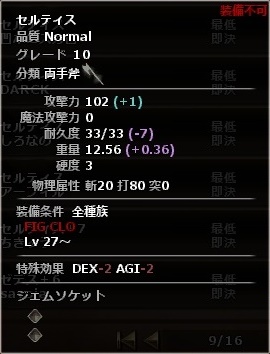 装備不可
セルティス
品質 Normal
グレード 10
分類 両手斧
攻撃力 102 (+1)
魔法攻撃力 0
耐久度 33/33 (-7)
重量 12.56 (+0.36)
硬度 3
物理属性 斬20 打80 突0
装備条件 全種族
FIG CLO
Lv 27～
特殊効果 DEX-2 AGI-2
ジェムソケット
9/16